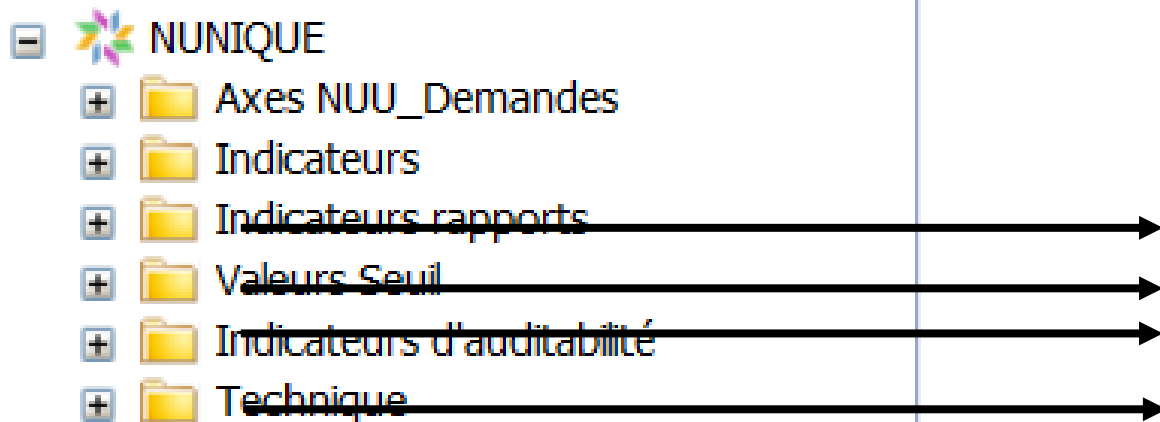 NUNIQUE
Axes NUU_Demandes
Indicateurs
Indicateurs rapports
Valeurs Seuil
Indicateurs d'auditabilité
Technique